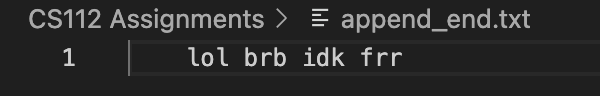 CS112 Assignments > append_end.txt
1 lol brb idk frr